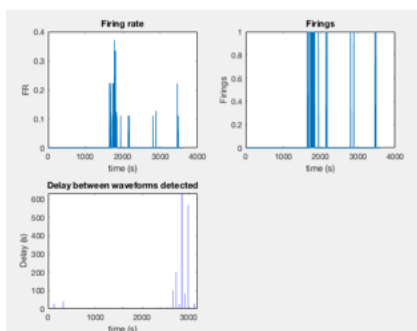 Firing rate
0.4
0.3
0.2
0.1
0
FR
0 1000 2000 3000 4000
time (s)
Firings
1
0.8
0.6
0.4
0.2
0
Firings
0 1000 2000 3000 4000
time (s)
Delay between waveforms detected
600
500
400
300
200
100
0
Delay (s)
0 1000 2000 3000
time (s)